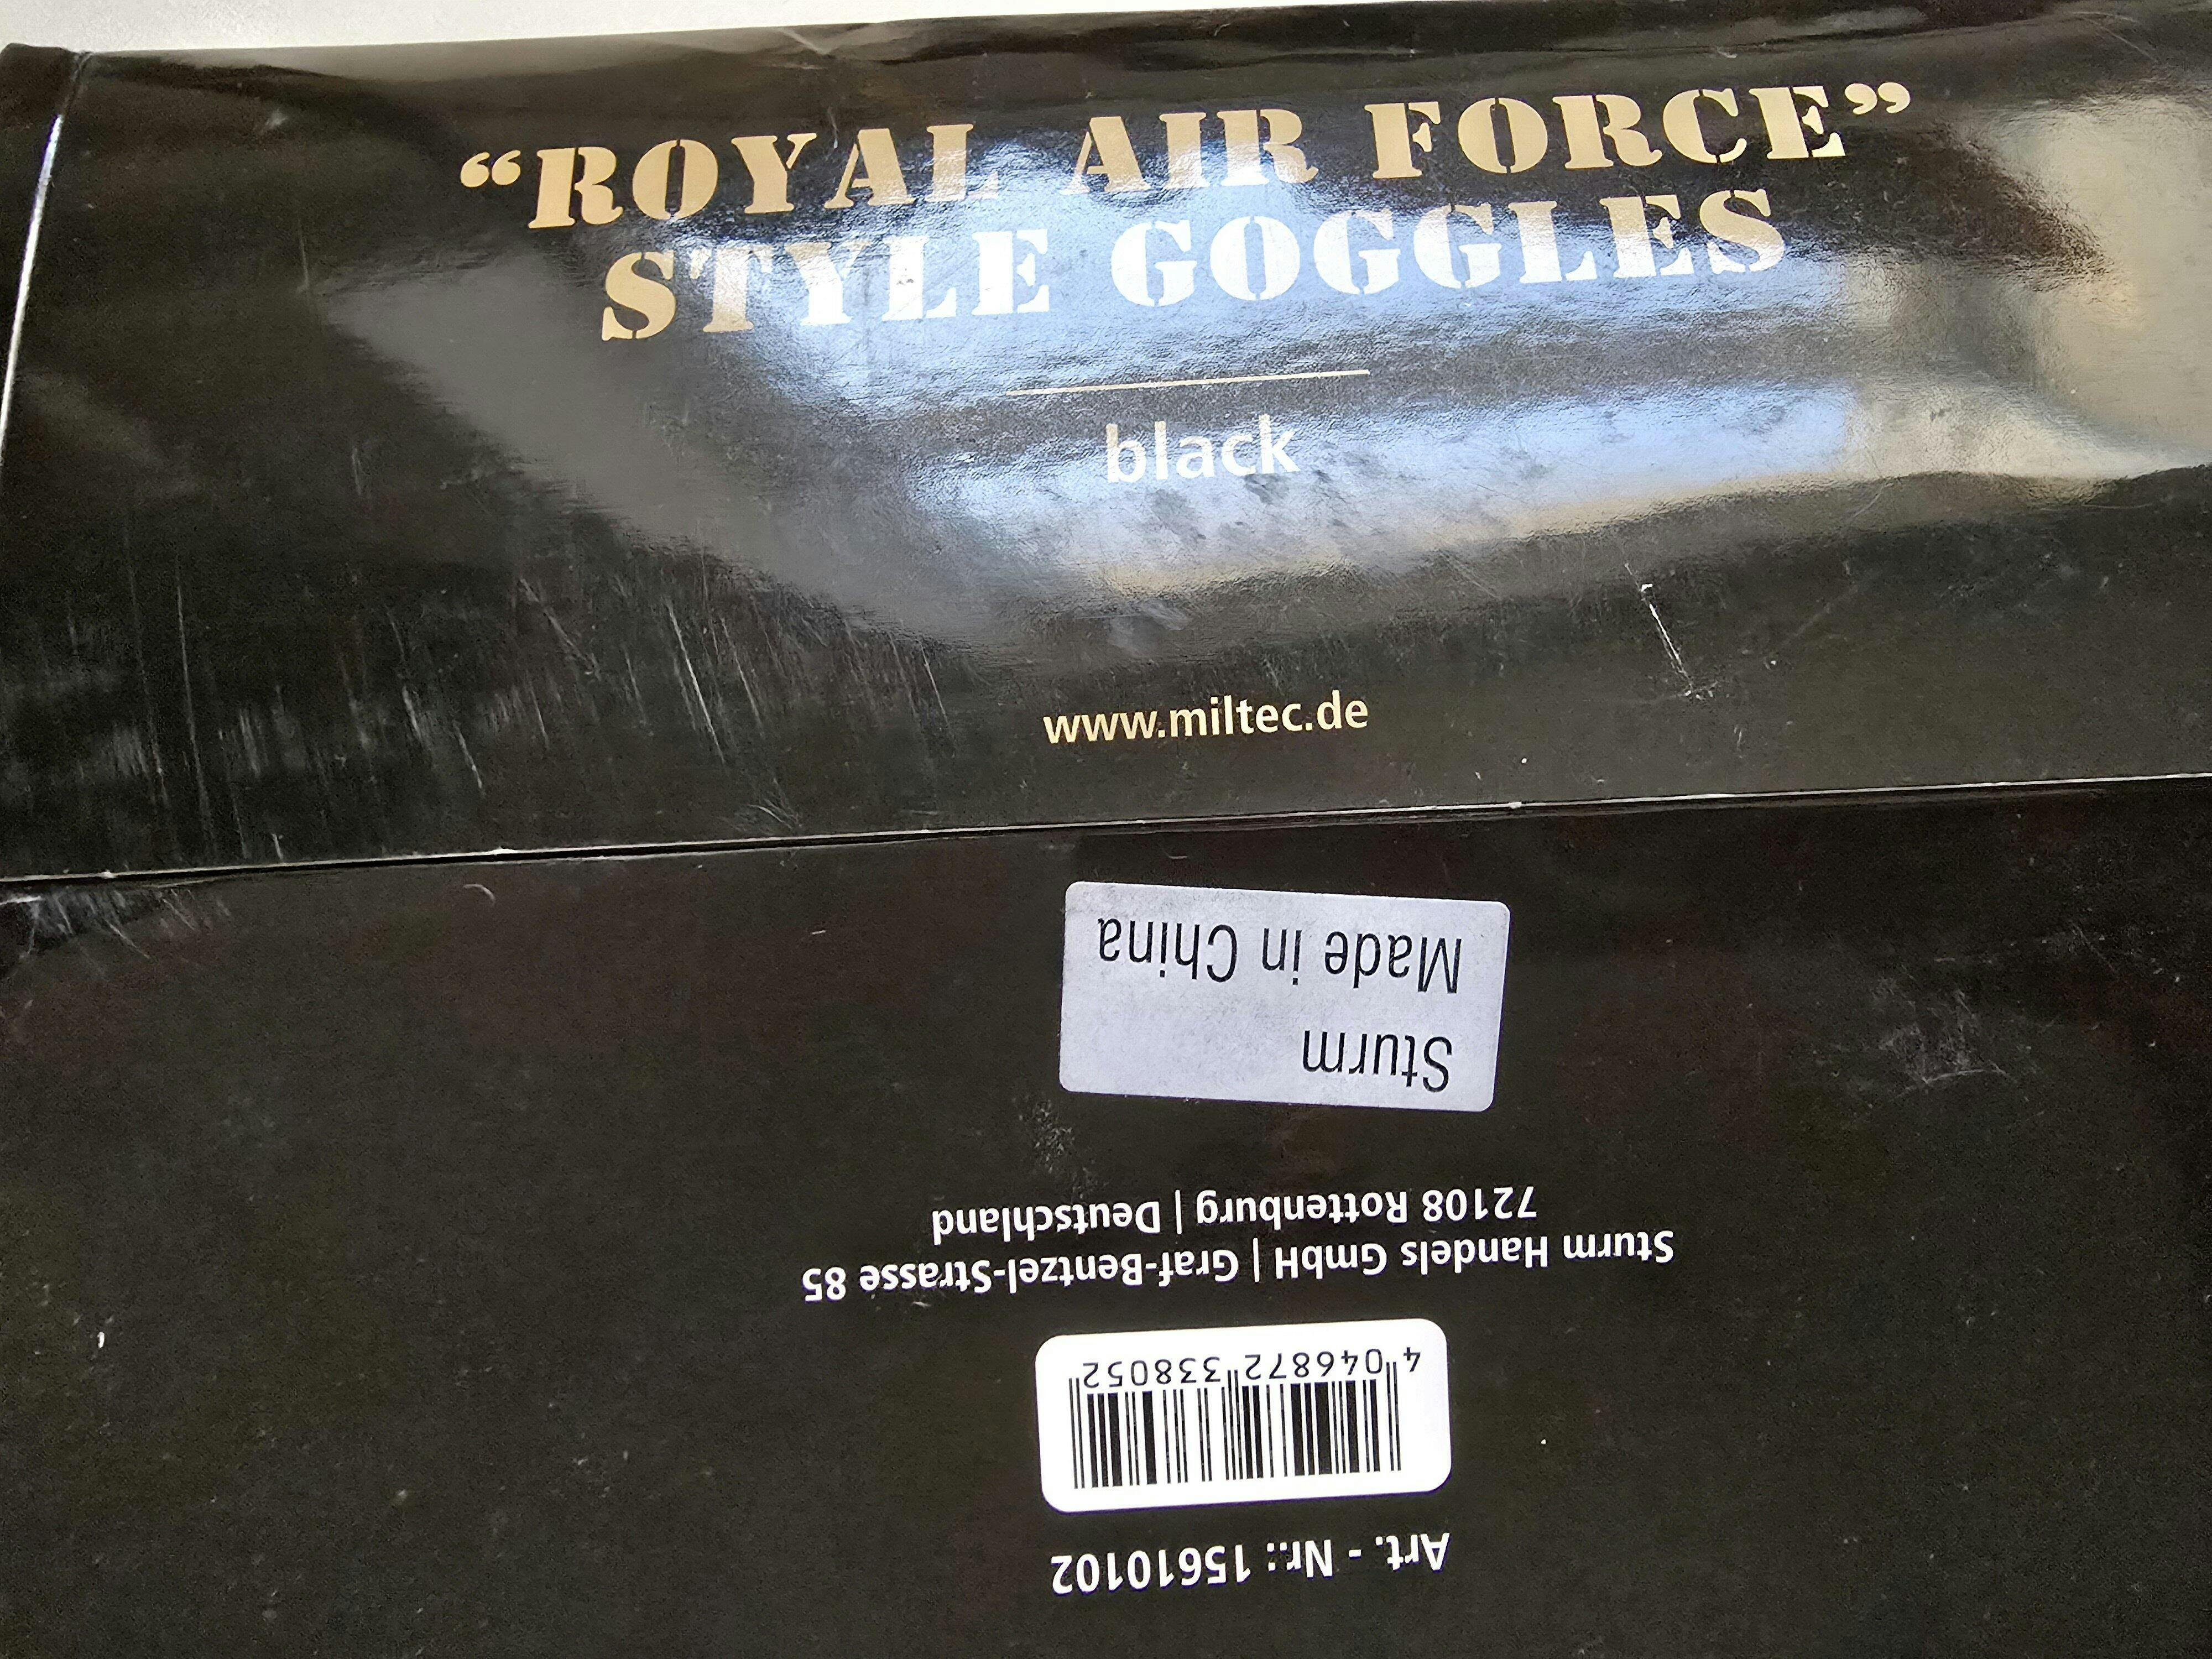 “ROYAL AIR FORCE”
STYLE GOGGLES
black
www.miltec.de
Sturm
Made in China
Art. - Nr.: 15610102
4 046872 338052
Sturm Handels GmbH | Graf-Bentzel-Strasse 85
72108 Rottenburg | Deutschland